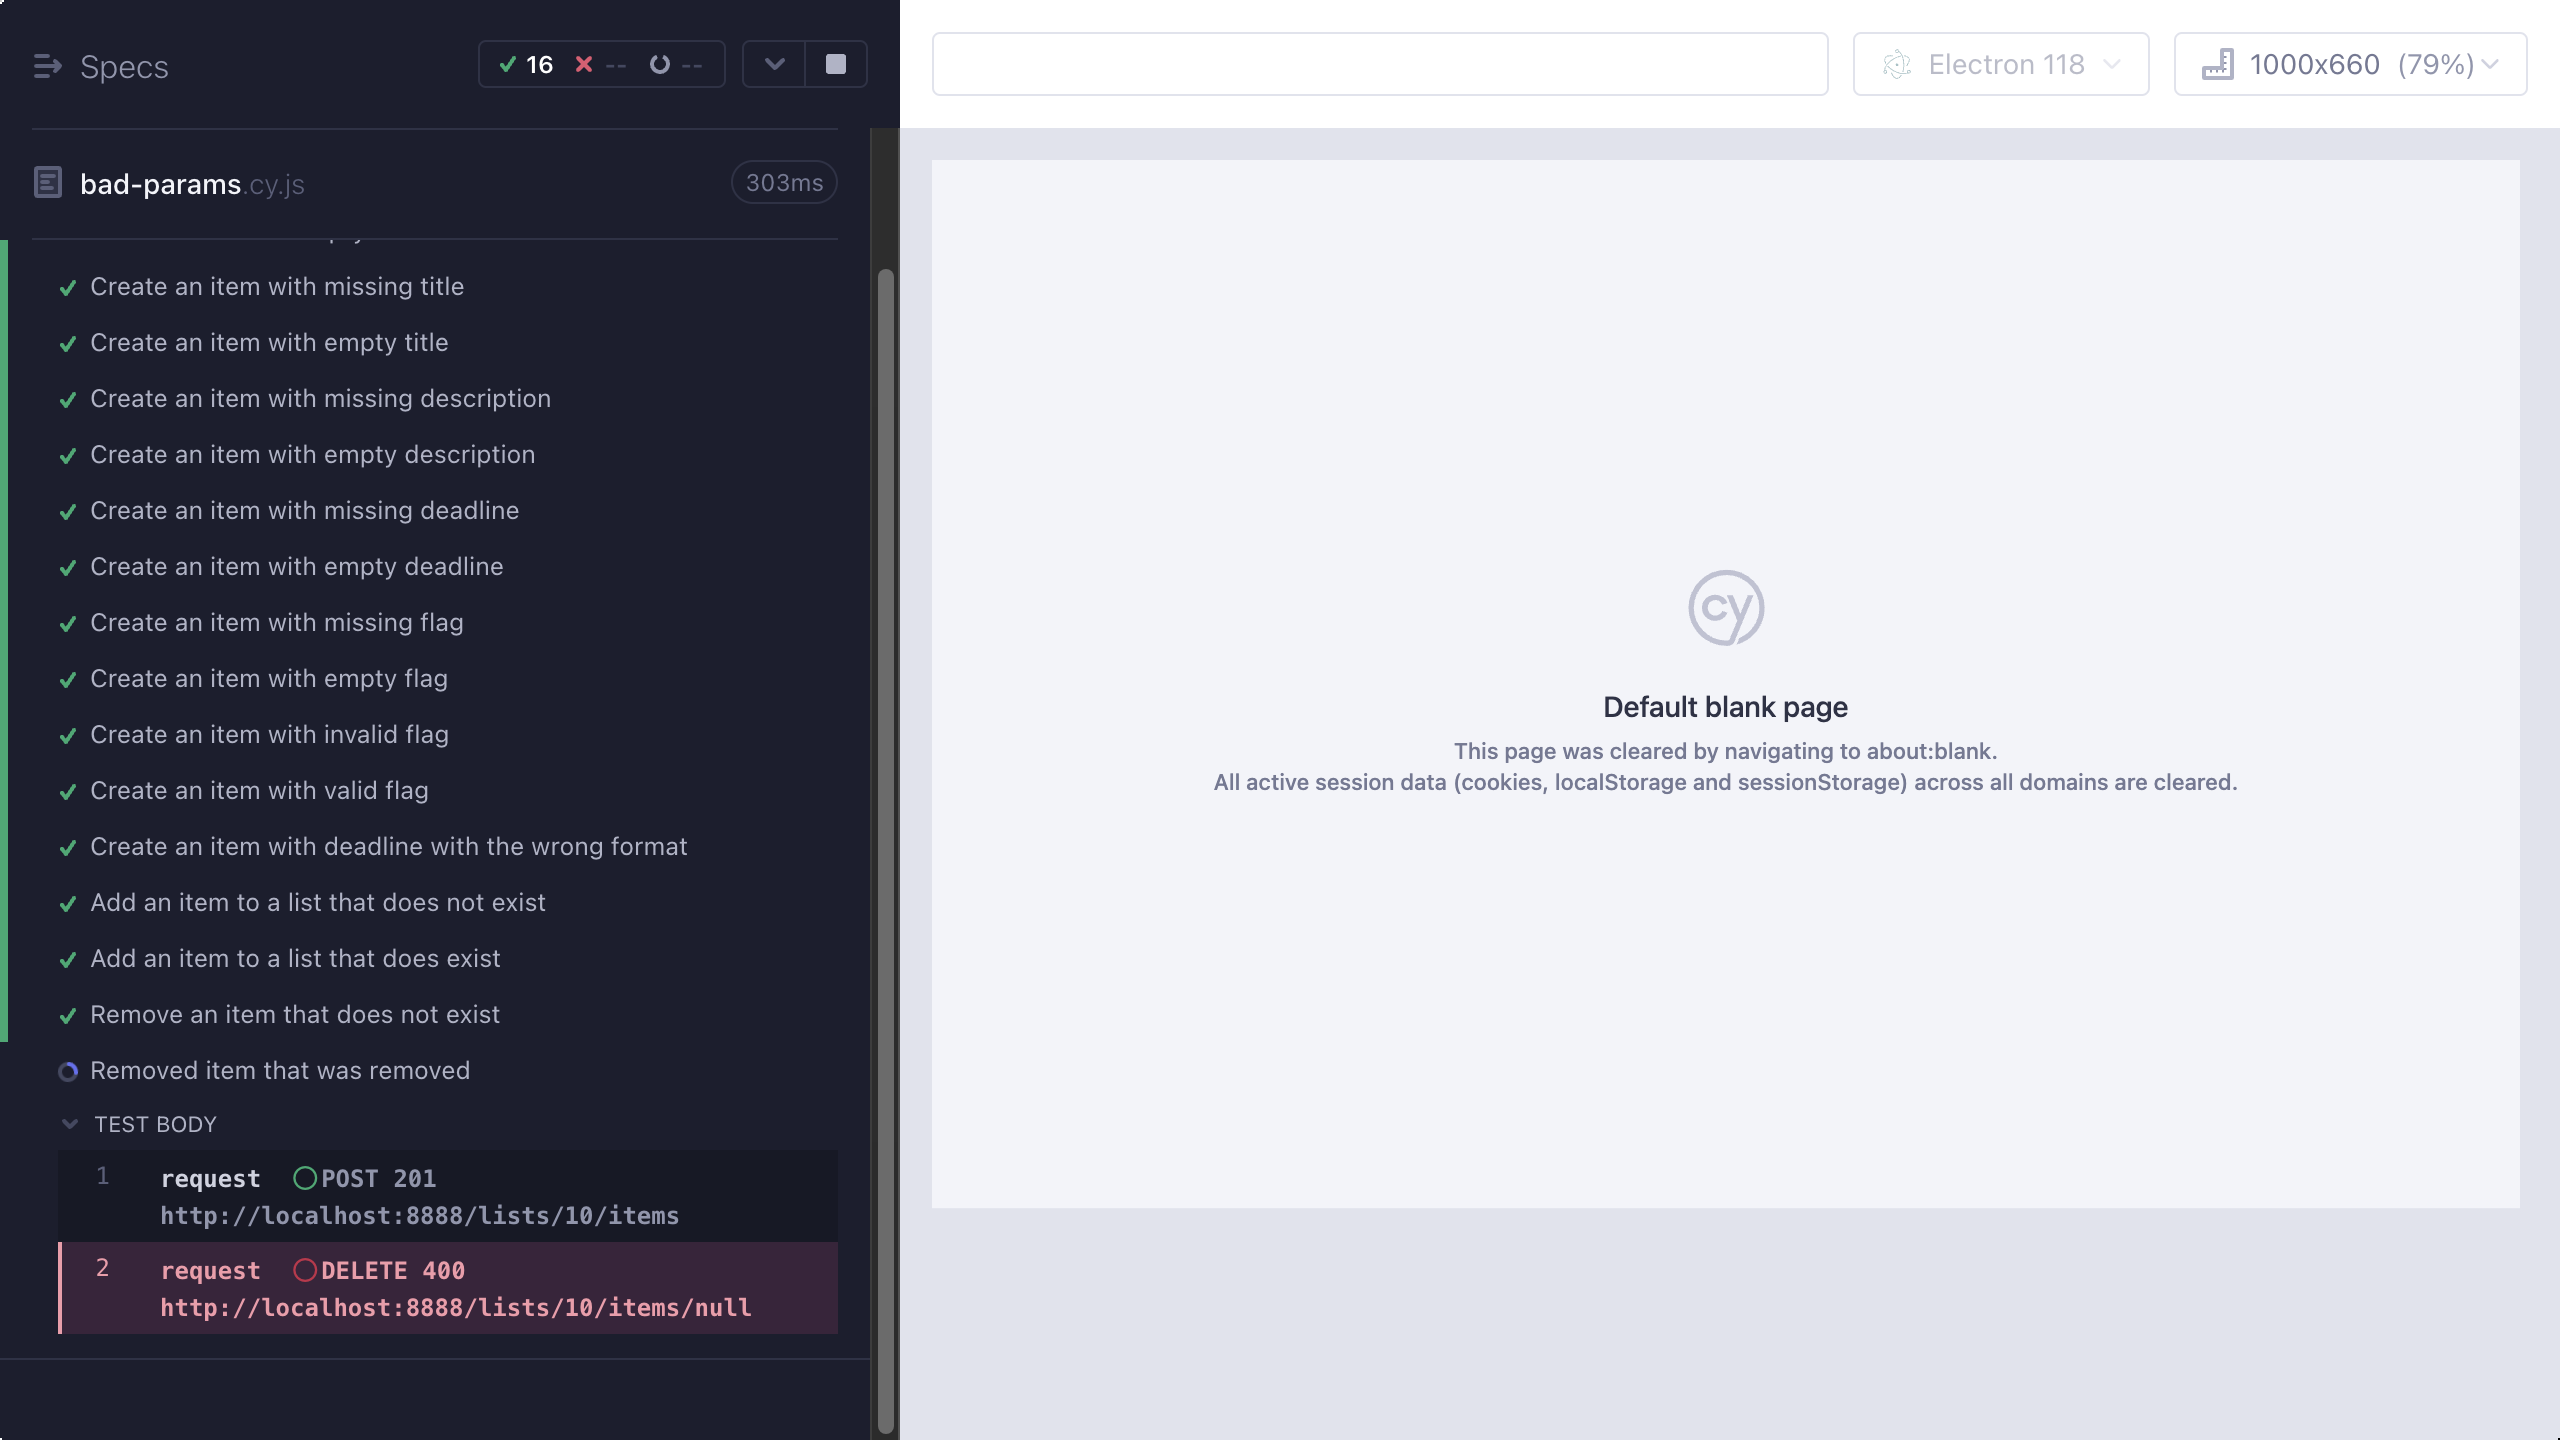 Specs
16 -- --
bad-params.cy.js
303ms
Create an item with missing title
Create an item with empty title
Create an item with missing description
Create an item with empty description
Create an item with missing deadline
Create an item with empty deadline
Create an item with missing flag
Create an item with empty flag
Create an item with invalid flag
Create an item with valid flag
Create an item with deadline with the wrong format
Add an item to a list that does not exist
Add an item to a list that does exist
Remove an item that does not exist
Removed item that was removed
TEST BODY
1 request POST 201
http://localhost:8888/lists/10/items
2 request DELETE 400
http://localhost:8888/lists/10/items/null
Electron 118
1000x660 (79%)
cy
Default blank page
This page was cleared by navigating to about:blank.
All active session data (cookies, localStorage and sessionStorage) across all domains are cleared.